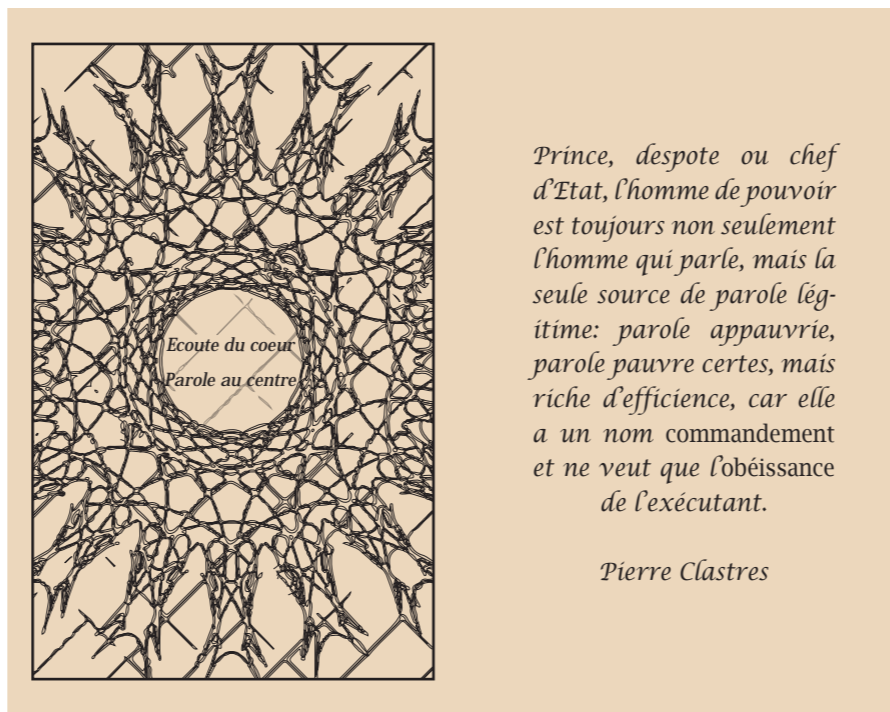 Ecoute du coeur
Parole au centre
Prince, despote ou chef
d'Etat, l'homme de pouvoir
est toujours non seulement
l'homme qui parle, mais la
seule source de parole lég-
itime: parole appauvrie,
parole pauvre certes, mais
riche d'efficience, car elle
a un nom commandement
et ne veut que l'obéissance
de l'exécutant.
Pierre Clastres